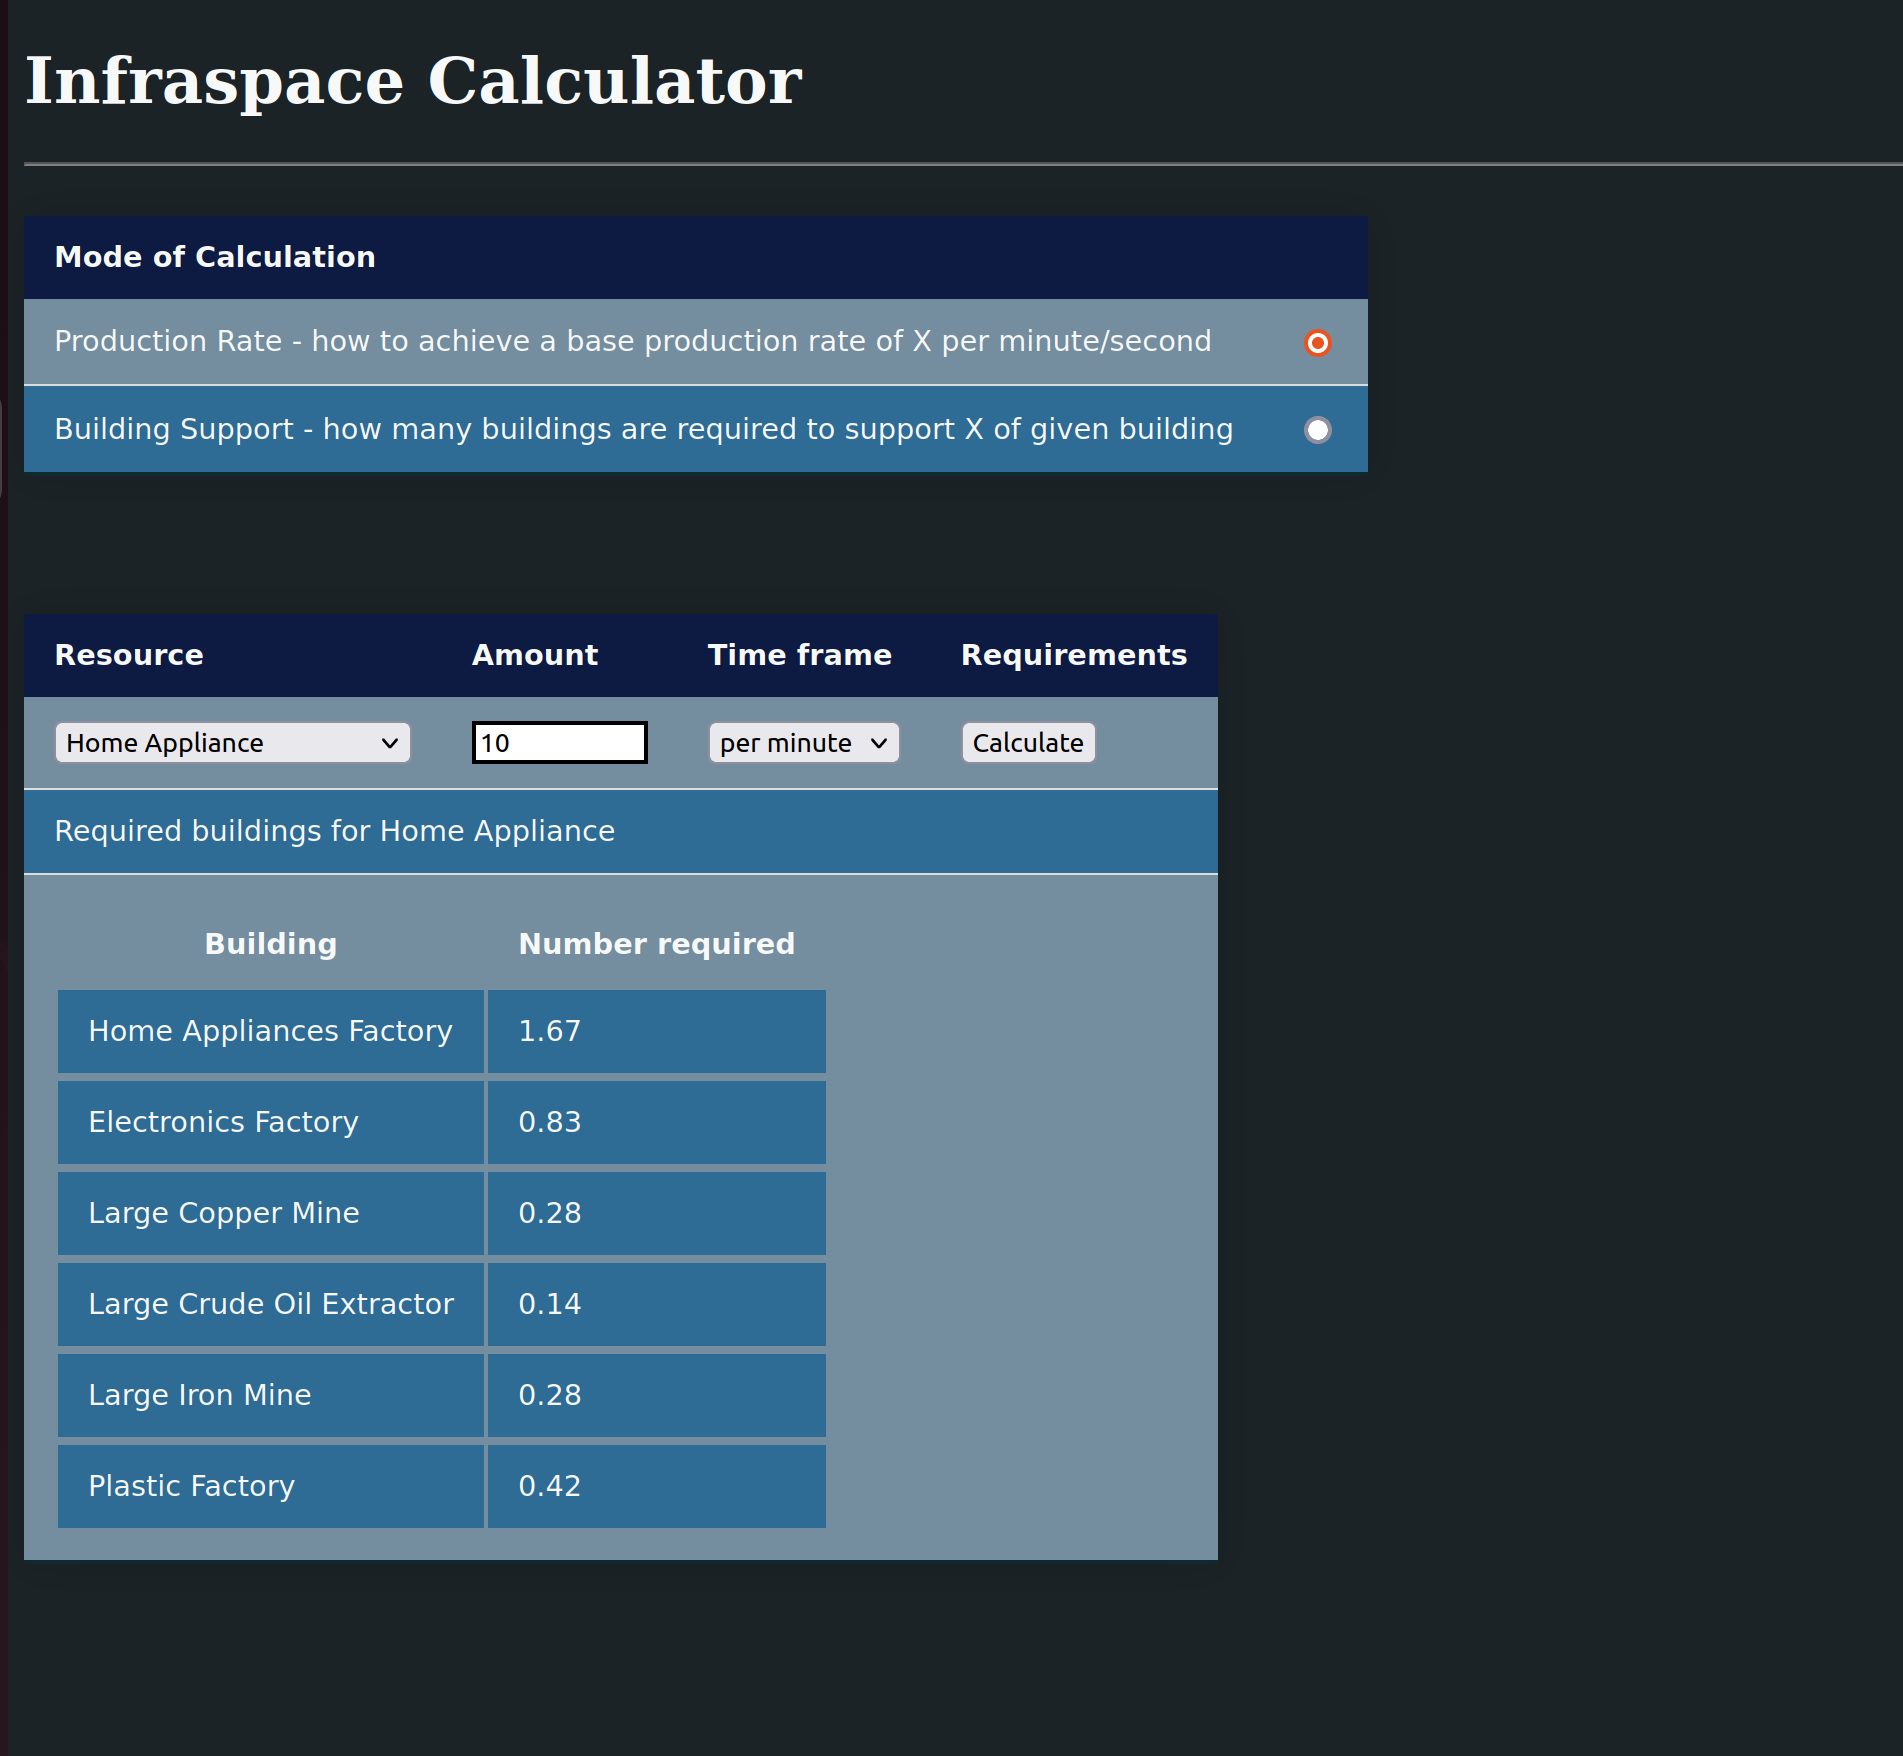 Infraspace Calculator
Mode of Calculation
Production Rate - how to achieve a base production rate of X per minute/second
Building Support - how many buildings are required to support X of given building
Resource Amount Time frame Requirements
Home Appliance 10 per minute Calculate
Required buildings for Home Appliance
Building Number required
Home Appliances Factory 1.67
Electronics Factory 0.83
Large Copper Mine 0.28
Large Crude Oil Extractor 0.14
Large Iron Mine 0.28
Plastic Factory 0.42